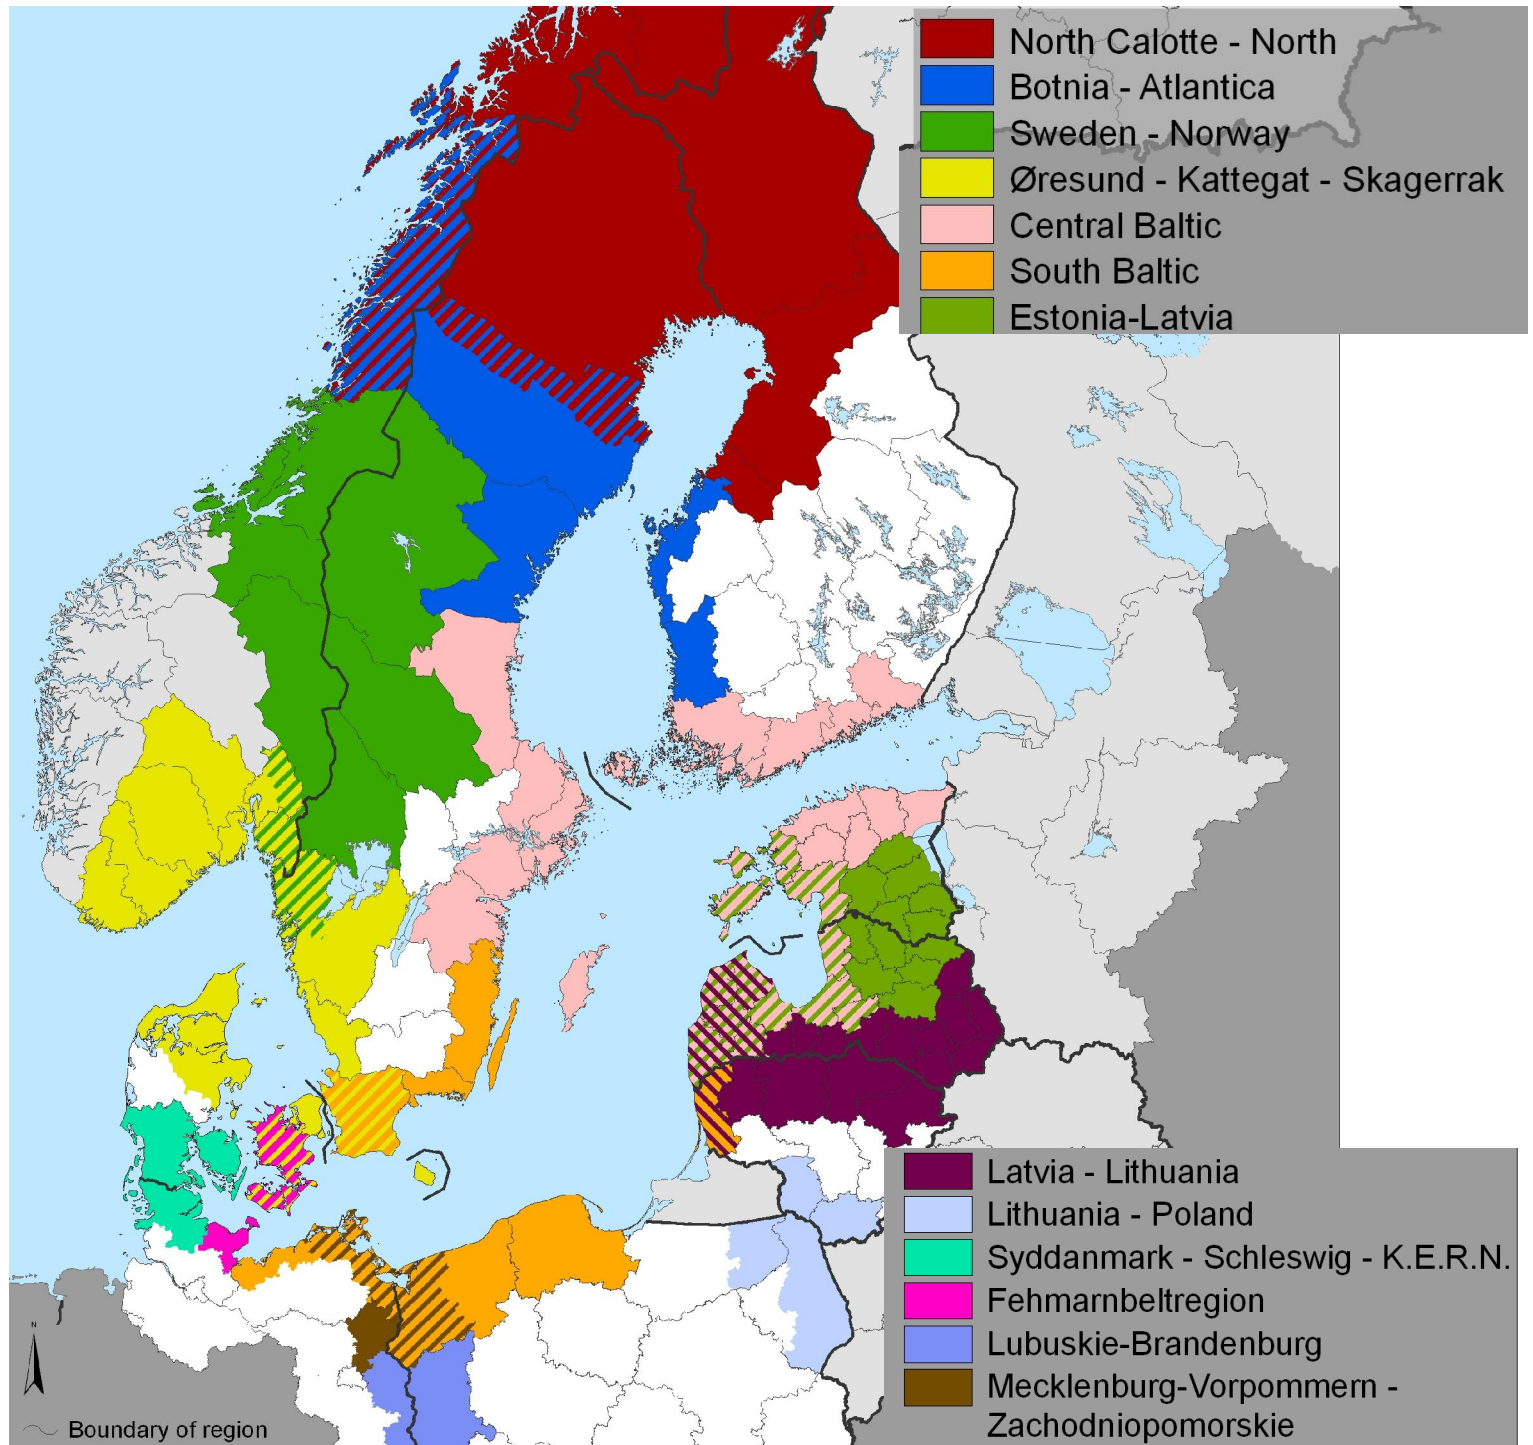 North Calotte - North
Botnia - Atlantica
Sweden - Norway
Øresund - Kattegat - Skagerrak
Central Baltic
South Baltic
Estonia-Latvia
Latvia - Lithuania
Lithuania - Poland
Syddanmark - Schleswig - K.E.R.N.
Fehmarnbeltregion
Lubuskie-Brandenburg
Mecklenburg-Vorpommern -
Zachodniopomorskie
N
Boundary of region